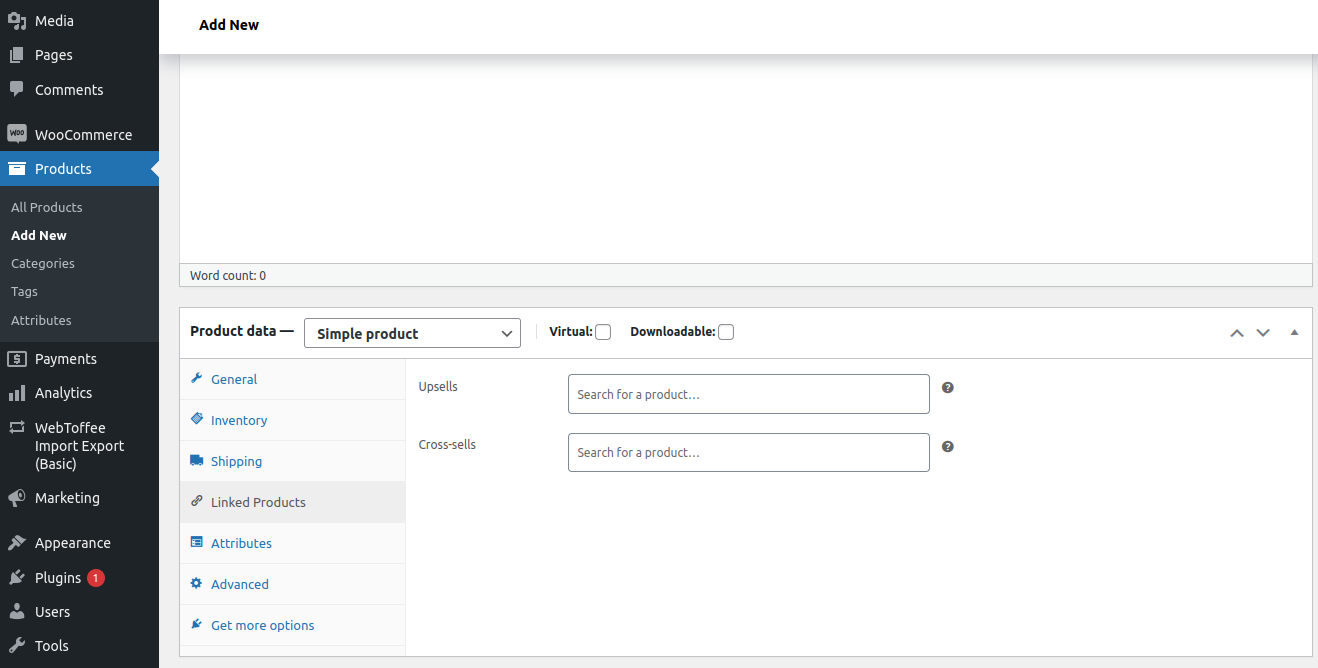 Media
Pages
Comments
WOO
WooCommerce
Products
All Products
Add New
Categories
Tags
Attributes
$
Payments
Analytics
WebToffee
Import Export
(Basic)
Marketing
Appearance
Plugins 1
Users
Tools
Add New
Word count: 0
Product data — Simple product Virtual: Downloadable:
General
Inventory
Shipping
Linked Products
Attributes
Advanced
Get more options
Upsells Search for a product… ?
Cross-sells Search for a product… ?